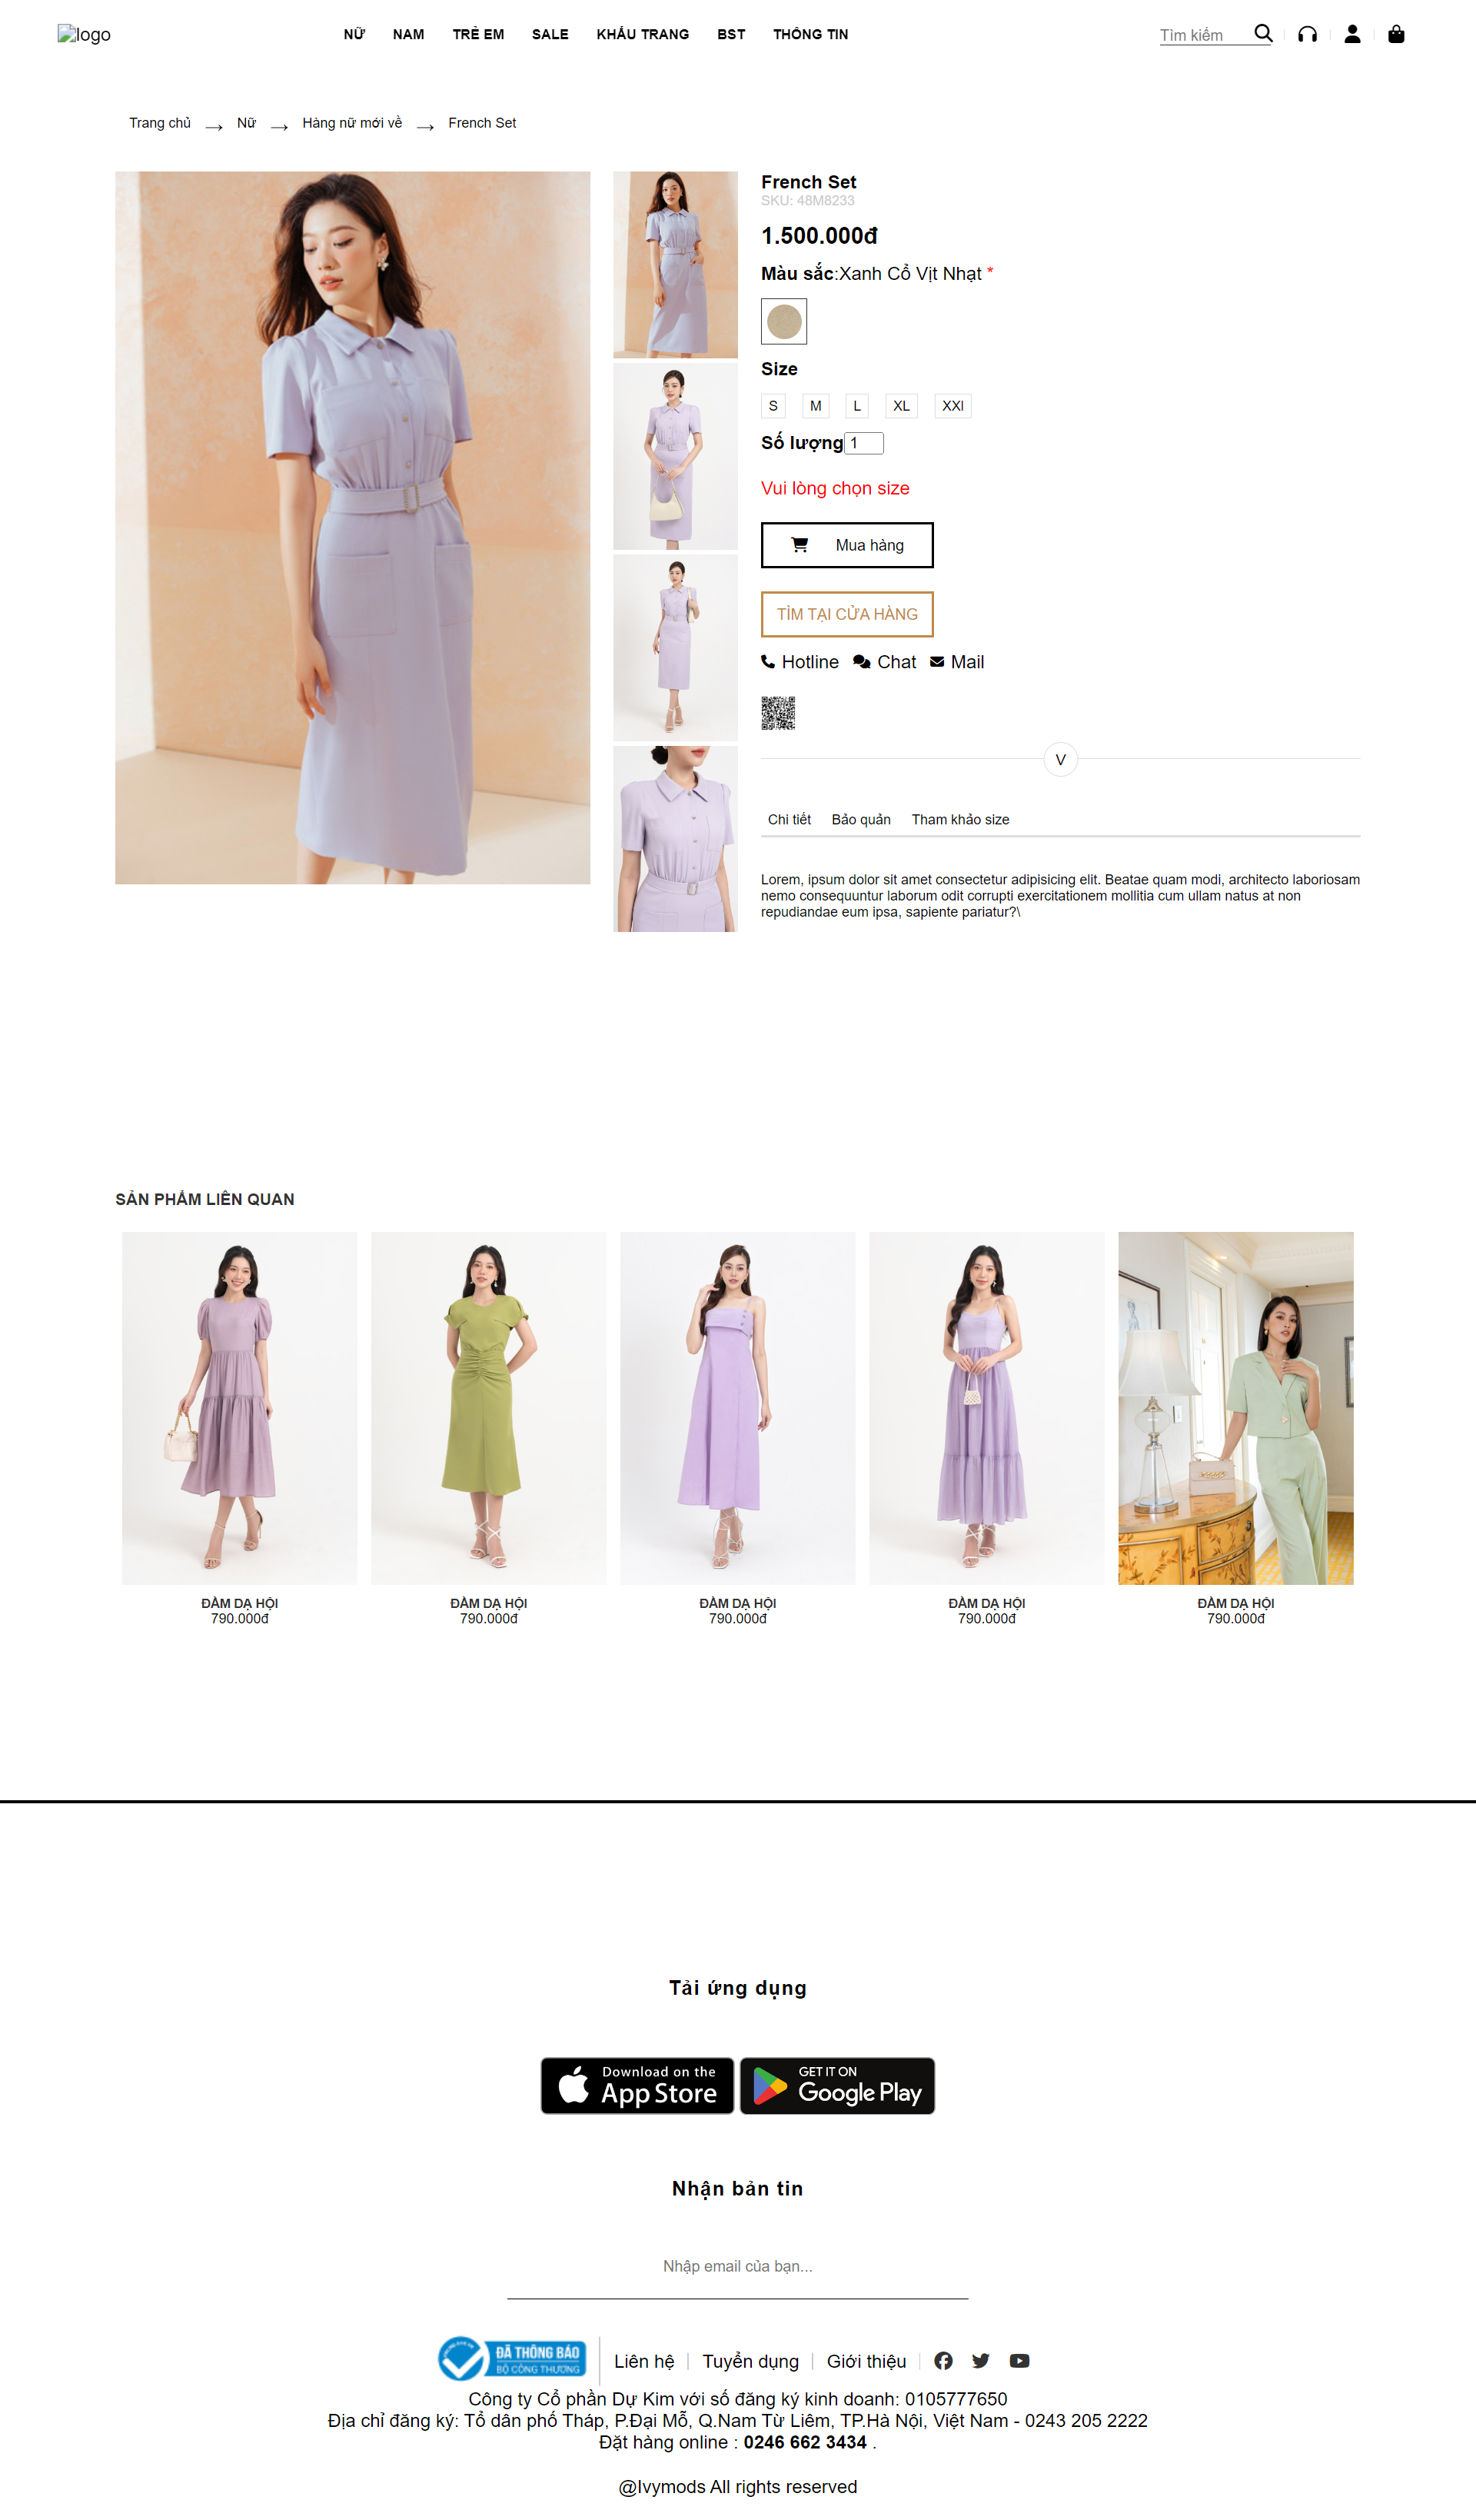 logo
NỮ NAM TRẺ EM SALE KHẨU TRANG BST THÔNG TIN
Tìm kiếm
Trang chủ → Nữ → Hàng nữ mới về → French Set
French Set
SKU: 48M8233
1.500.000đ
Màu sắc:Xanh Cổ Vịt Nhạt *
Size
S M L XL XXl
Số lượng 1
Vui lòng chọn size
Mua hàng
TÌM TẠI CỬA HÀNG
Hotline Chat Mail
V
Chi tiết Bảo quản Tham khảo size
Lorem, ipsum dolor sit amet consectetur adipisicing elit. Beatae quam modi, architecto laboriosam
nemo consequuntur laborum odit corrupti exercitationem mollitia cum ullam natus at non
repudiandae eum ipsa, sapiente pariatur?\
SẢN PHẨM LIÊN QUAN
ĐẦM DẠ HỘI ĐẦM DẠ HỘI ĐẦM DẠ HỘI ĐẦM DẠ HỘI ĐẦM DẠ HỘI
790.000đ 790.000đ 790.000đ 790.000đ 790.000đ
Tải ứng dụng
Download on the App Store
GET IT ON Google Play
Nhận bản tin
Nhập email của bạn...
ĐÃ THÔNG BÁO
BỘ CÔNG THƯƠNG
Liên hệ Tuyển dụng Giới thiệu
Công ty Cổ phần Dự Kim với số đăng ký kinh doanh: 0105777650
Địa chỉ đăng ký: Tổ dân phố Tháp, P.Đại Mỗ, Q.Nam Từ Liêm, TP.Hà Nội, Việt Nam - 0243 205 2222
Đặt hàng online : 0246 662 3434 .
@Ivymods All rights reserved